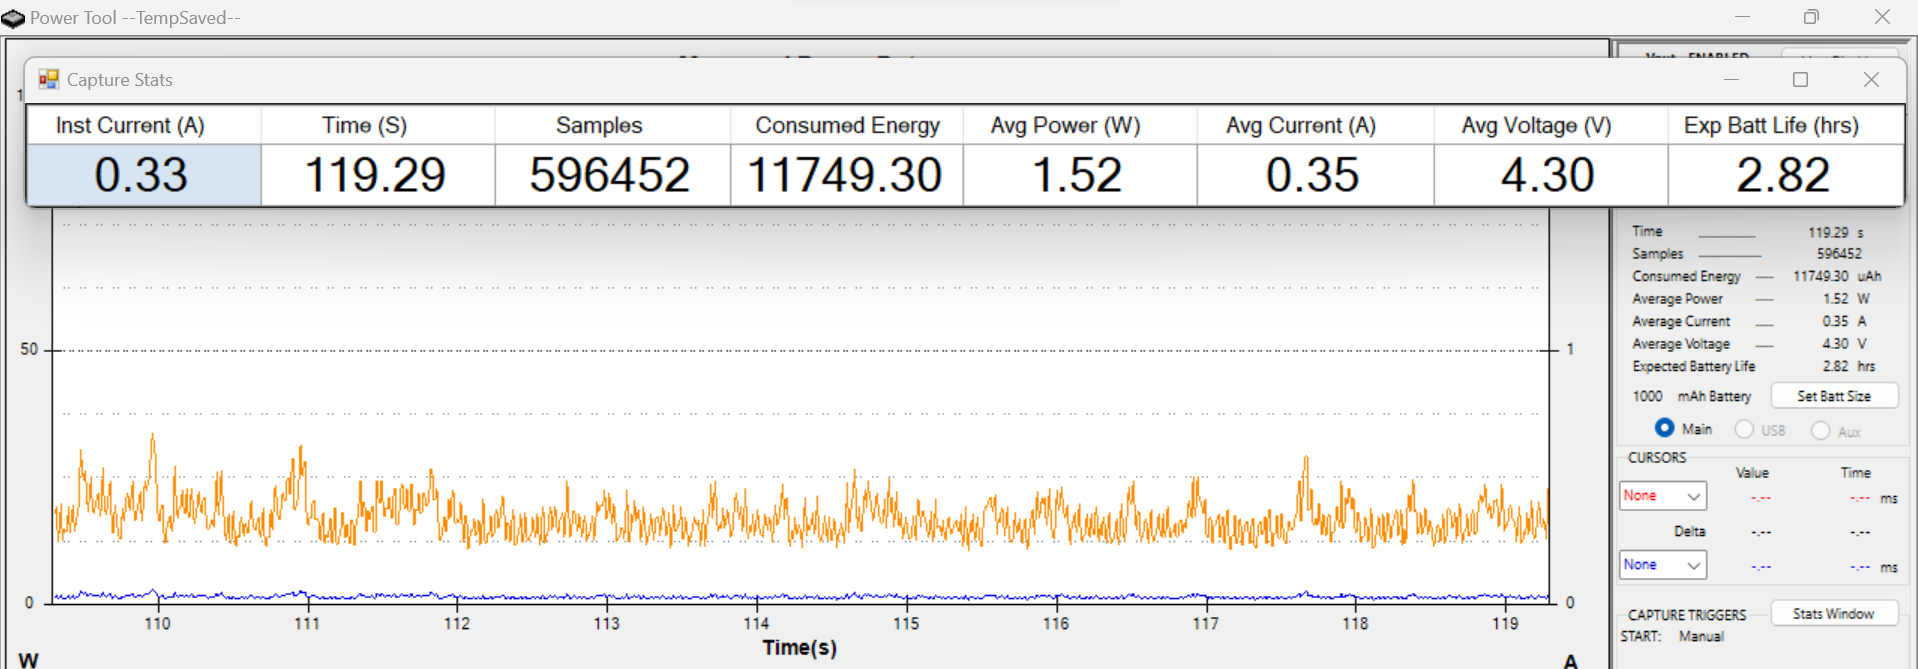 Power Tool --TempSaved--
Capture Stats
Inst Current (A) Time (S) Samples Consumed Energy Avg Power (W) Avg Current (A) Avg Voltage (V) Exp Batt Life (hrs)
0.33 119.29 596452 11749.30 1.52 0.35 4.30 2.82
Time 119.29 s
Samples 596452
Consumed Energy 11749.30 uAh
Average Power 1.52 W
Average Current 0.35 A
Average Voltage 4.30 V
Expected Battery Life 2.82 hrs
1000 mAh Battery Set Batt Size
Main USB Aux
CURSORS
Value Time
None -.-- -.-- ms
Delta -.-- -.--
None -.-- -.-- ms
CAPTURE TRIGGERS Stats Window
START: Manual
50 1
0 0
110 111 112 113 114 115 116 117 118 119
Time(s)
W A